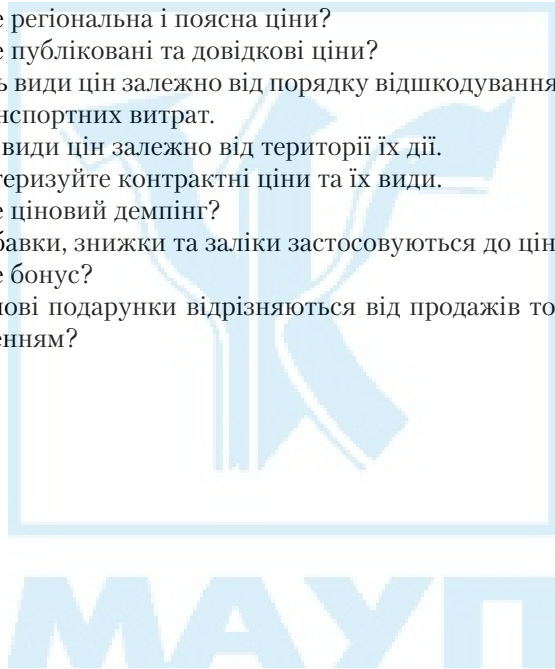 е регіональна і поясна ціни?
е публіковані та довідкові ціни?
ь види цін залежно від порядку відшкодування
нспортних витрат.
види цін залежно від території їх дії.
теризуйте контрактні ціни та їх види.
е ціновий демпінг?
бавки, знижки та заліки застосовуються до цін
е бонус?
нові подарунки відрізняються від продажів то
енням?
МАУП